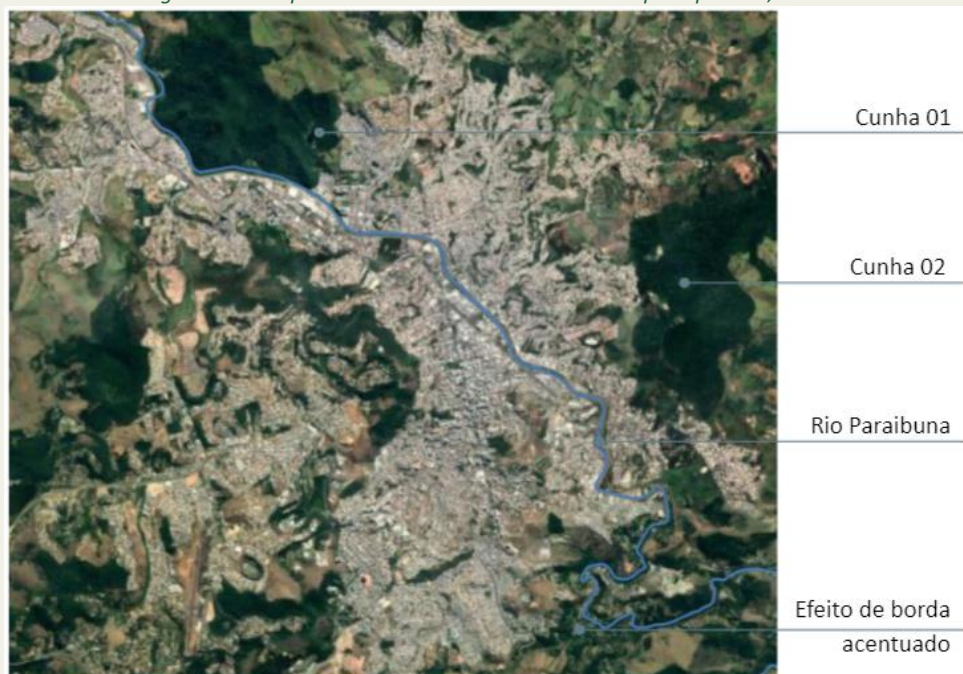 Cunha 01
Cunha 02
Rio Paraibuna
Efeito de borda
acentuado